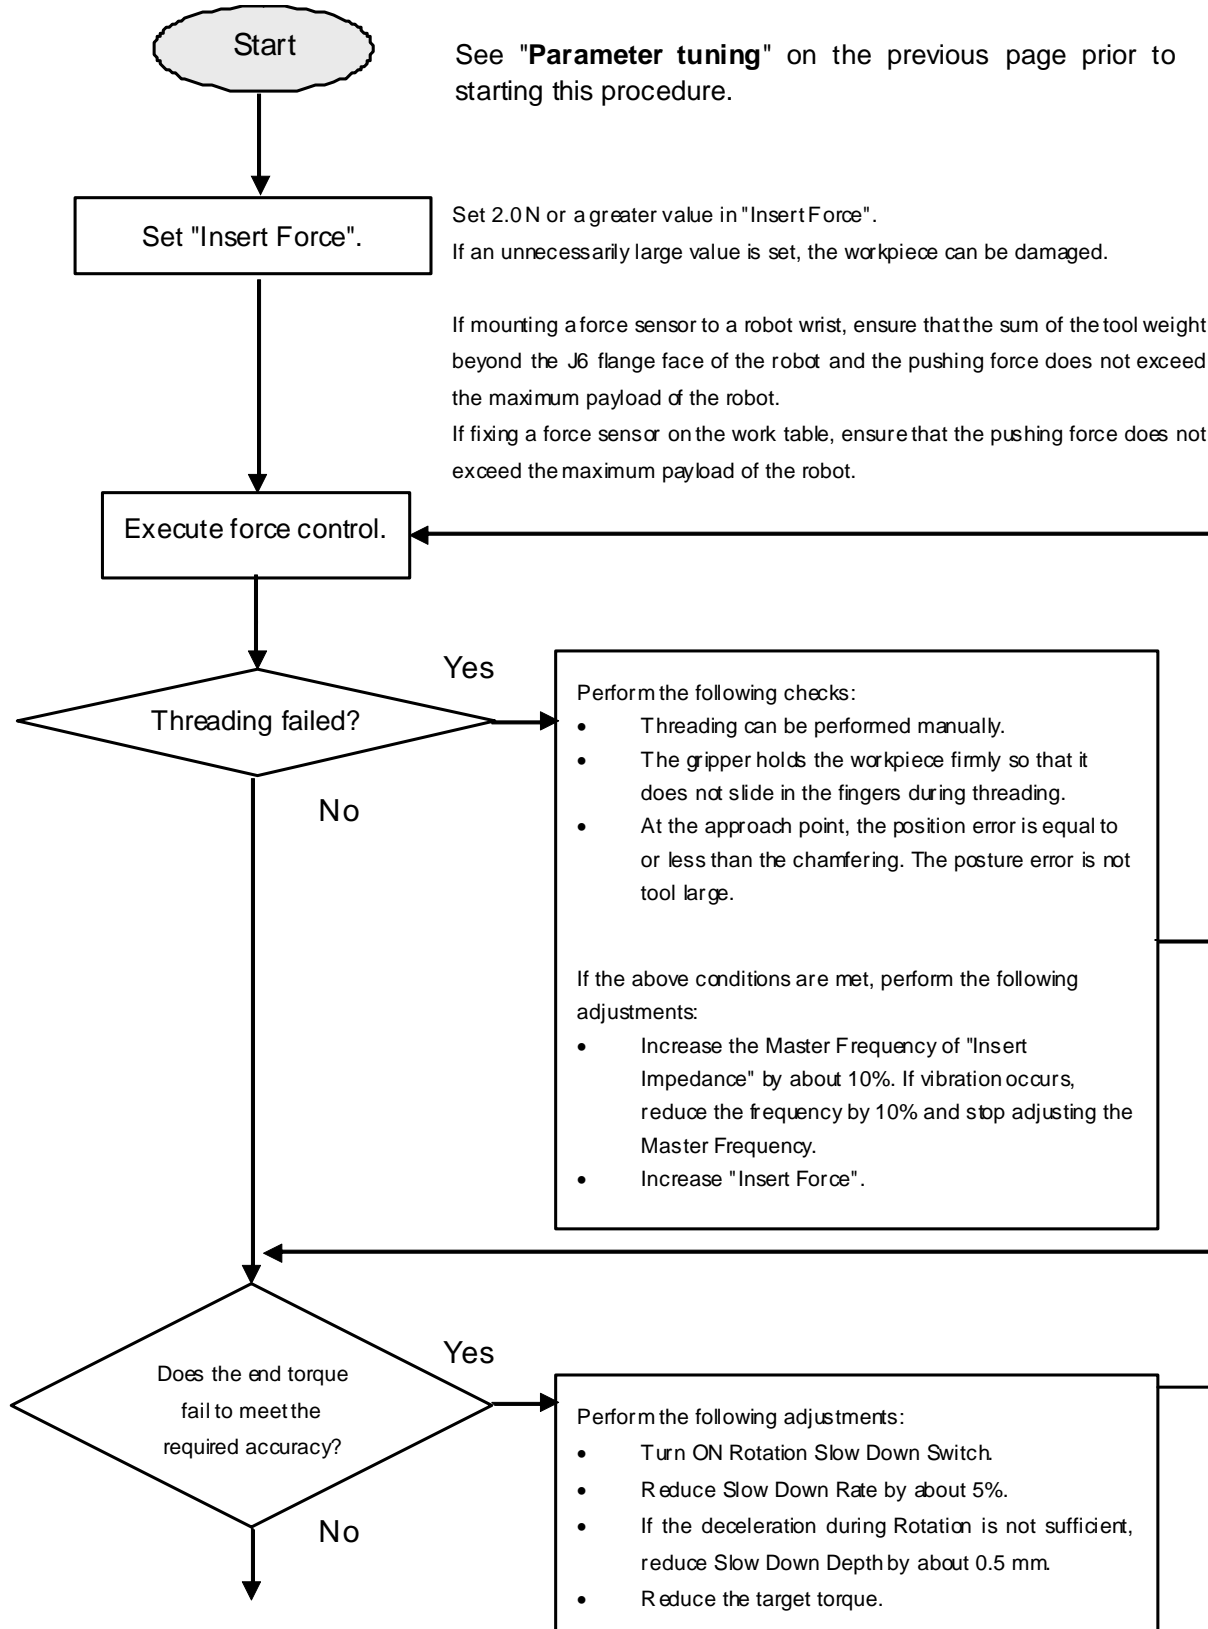 Start
See "Parameter tuning" on the previous page prior to
starting this procedure.
Set "Insert Force".
Set 2.0 N or a greater value in "Insert Force".
If an unnecessarily large value is set, the workpiece can be damaged.
If mounting a force sensor to a robot wrist, ensure that the sum of the tool weight
beyond the J6 flange face of the robot and the pushing force does not exceed
the maximum payload of the robot.
If fixing a force sensor on the work table, ensure that the pushing force does not
exceed the maximum payload of the robot.
Execute force control.
Threading failed?
Yes
No
Perform the following checks:
• Threading can be performed manually.
• The gripper holds the workpiece firmly so that it
does not slide in the fingers during threading.
• At the approach point, the position error is equal to
or less than the chamfering. The posture error is not
tool large.
If the above conditions are met, perform the following
adjustments:
• Increase the Master Frequency of "Insert
Impedance" by about 10%. If vibration occurs,
reduce the frequency by 10% and stop adjusting the
Master Frequency.
• Increase "Insert Force".
Does the end torque
fail to meet the
required accuracy?
Yes
No
Perform the following adjustments:
• Turn ON Rotation Slow Down Switch.
• Reduce Slow Down Rate by about 5%.
• If the deceleration during Rotation is not sufficient,
reduce Slow Down Depth by about 0.5 mm.
• Reduce the target torque.